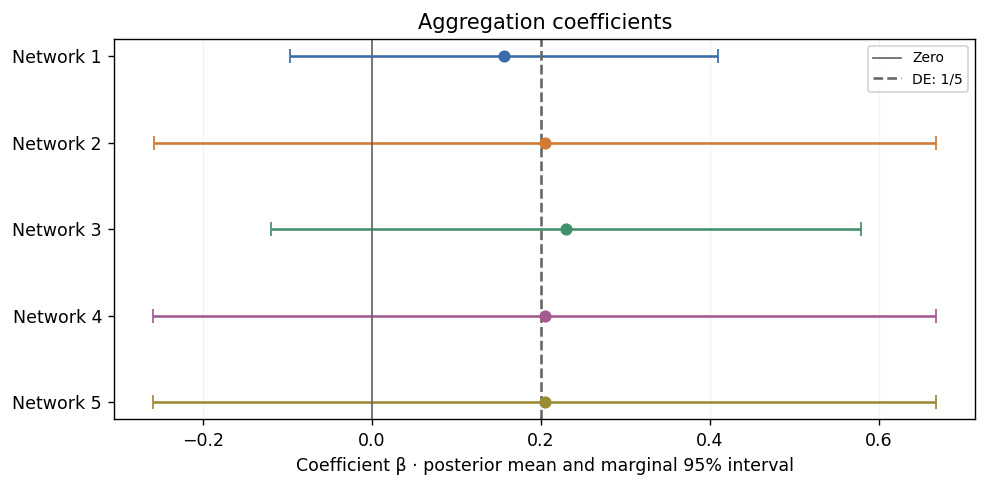 Aggregation coefficients
Network 1
Network 2
Network 3
Network 4
Network 5
Zero
DE: 1/5
−0.2 0.0 0.2 0.4 0.6
Coefficient β · posterior mean and marginal 95% interval